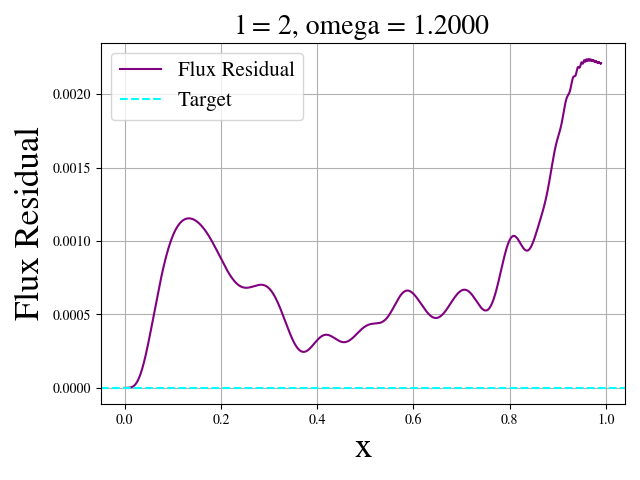 l = 2, omega = 1.2000
Flux Residual
Target
Flux Residual
0.0020
0.0015
0.0010
0.0005
0.0000
0.0
0.2
0.4
0.6
0.8
1.0
x